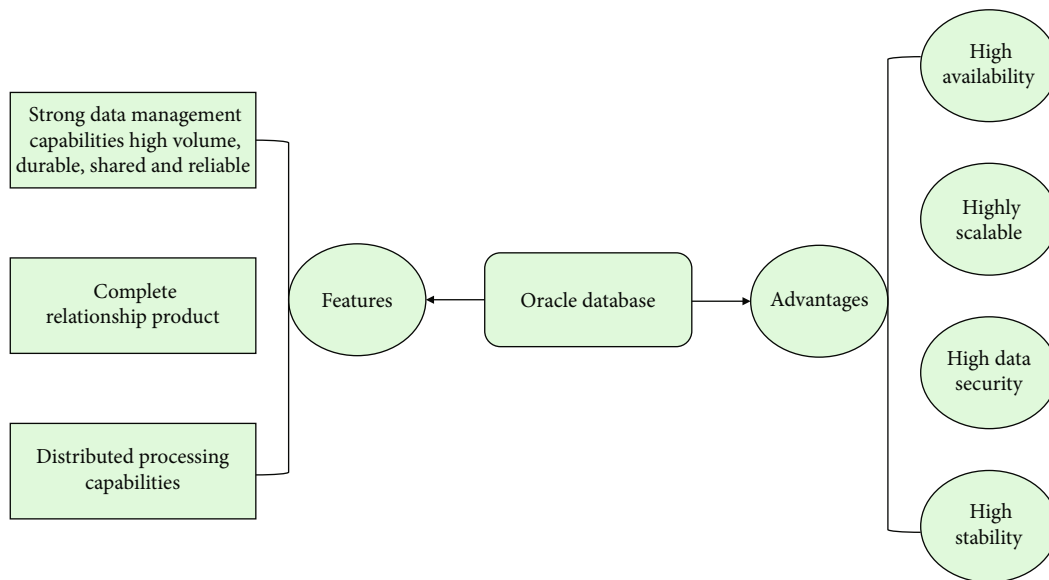 Strong data management
capabilities high volume,
durable, shared and reliable
Complete
relationship product
Distributed processing
capabilities
Features
Oracle database
Advantages
High
availability
Highly
scalable
High data
security
High
stability